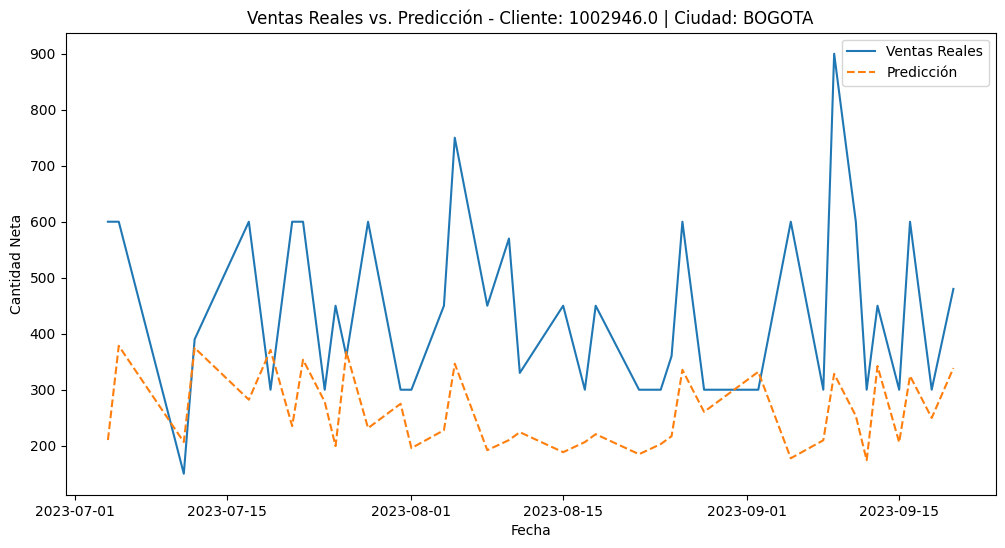 Ventas Reales vs. Predicción - Cliente: 1002946.0 | Ciudad: BOGOTA
Ventas Reales
Predicción
Cantidad Neta
900
800
700
600
500
400
300
200
2023-07-01
2023-07-15
2023-08-01
2023-08-15
2023-09-01
2023-09-15
Fecha